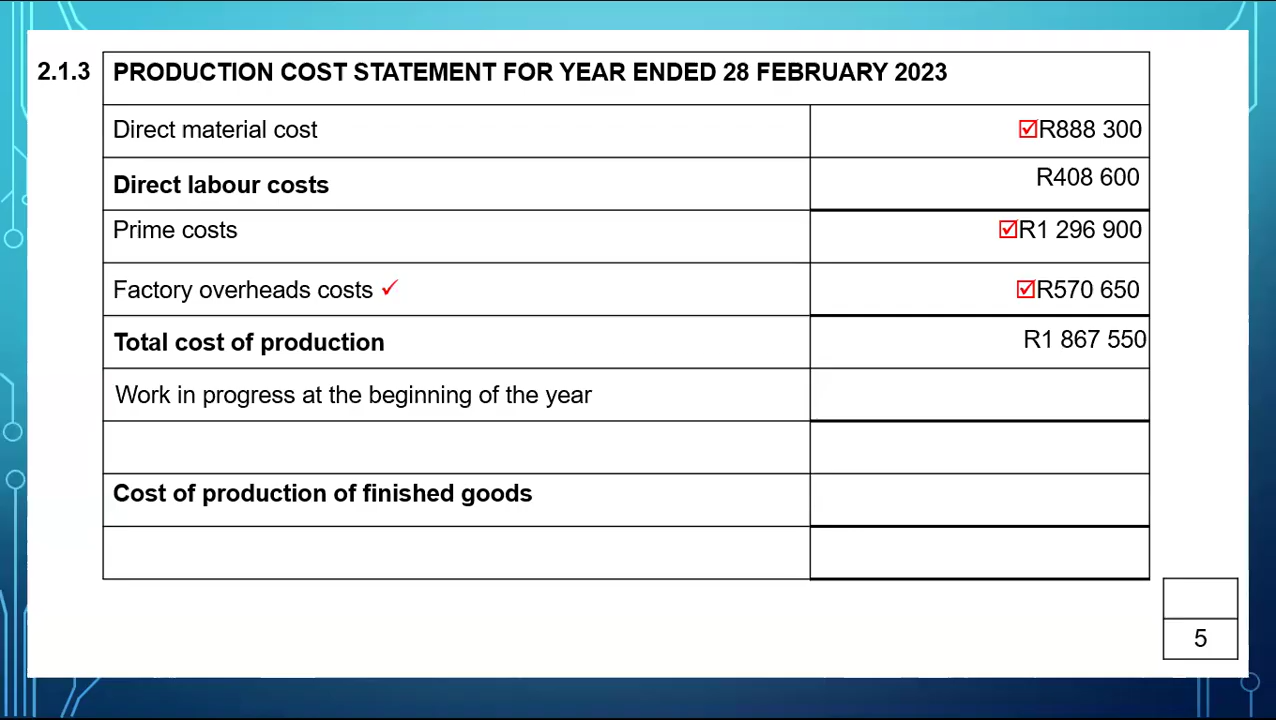 2.1.3 PRODUCTION COST STATEMENT FOR YEAR ENDED 28 FEBRUARY 2023
Direct material cost ☑R888 300
Direct labour costs R408 600
Prime costs ☑R1 296 900
Factory overheads costs ✓ ☑R570 650
Total cost of production R1 867 550
Work in progress at the beginning of the year
Cost of production of finished goods
5